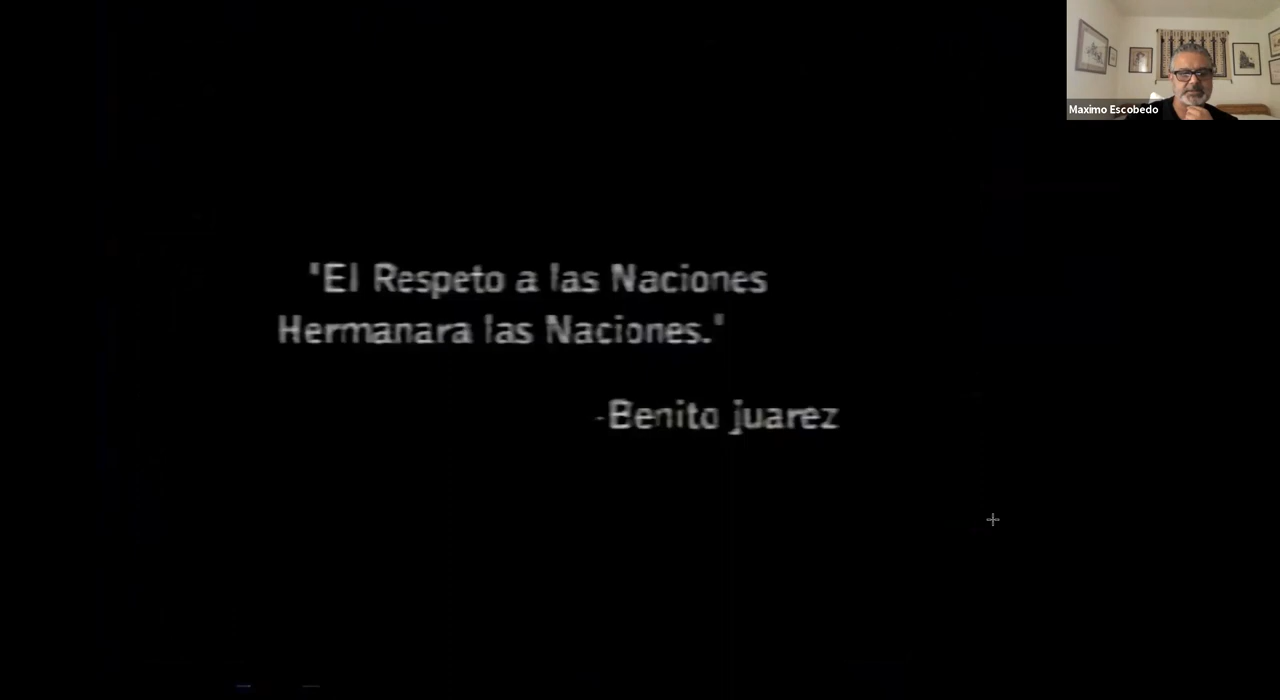 Maximo Escobedo
'El Respeto a las Naciones
Hermanara las Naciones.'
-Benito juarez